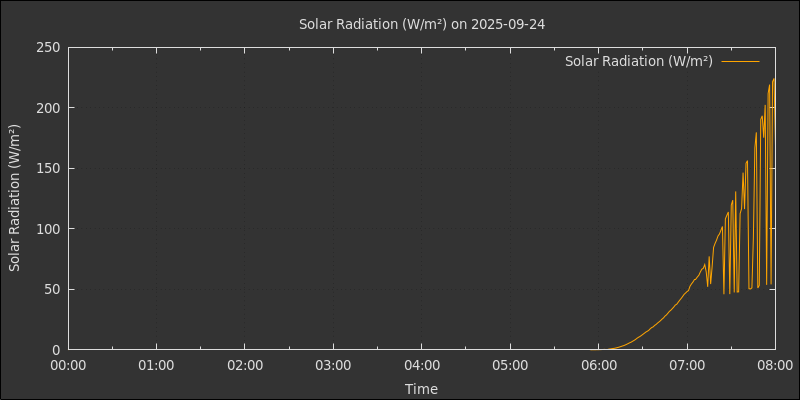 Solar Radiation (W/m²) on 2025-09-24
Solar Radiation (W/m²)
Solar Radiation (W/m²)
250
200
150
100
50
0
00:00 01:00 02:00 03:00 04:00 05:00 06:00 07:00 08:00
Time